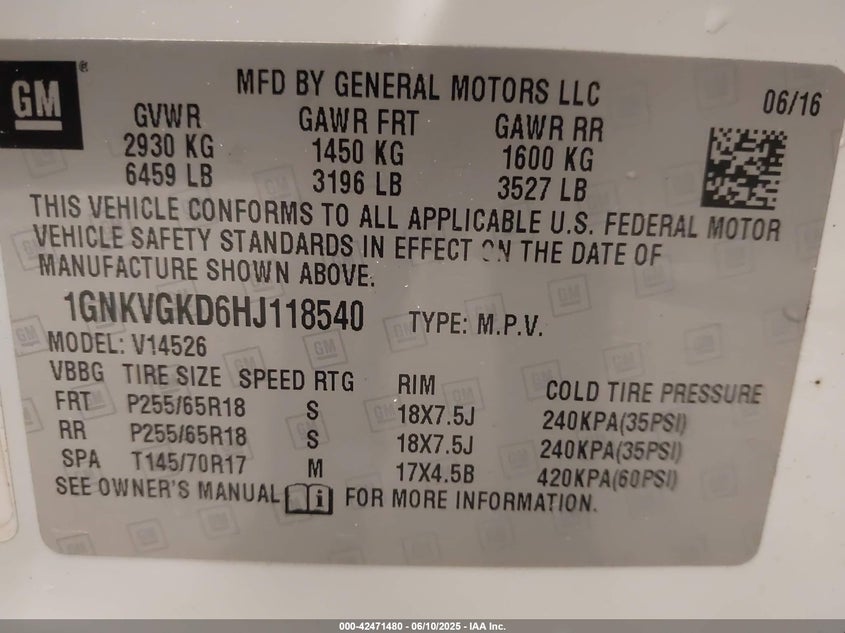 GM®
MFD BY GENERAL MOTORS LLC
06/16
GVWR GAWR FRT GAWR RR
2930 KG 1450 KG 1600 KG
6459 LB 3196 LB 3527 LB
THIS VEHICLE CONFORMS TO ALL APPLICABLE U.S. FEDERAL MOTOR
VEHICLE SAFETY STANDARDS IN EFFECT ON THE DATE OF
MANUFACTURE SHOWN ABOVE.
1GNKVGKD6HJ118540 TYPE: M.P.V.
MODEL: V14526
VBBG TIRE SIZE SPEED RTG RIM COLD TIRE PRESSURE
FRT P255/65R18 S 18X7.5J 240KPA(35PSI)
RR P255/65R18 S 18X7.5J 240KPA(35PSI)
SPA T145/70R17 M 17X4.5B 420KPA(60PSI)
SEE OWNER'S MANUAL FOR MORE INFORMATION.
000-42471480 - 06/10/2025 - IAA Inc.